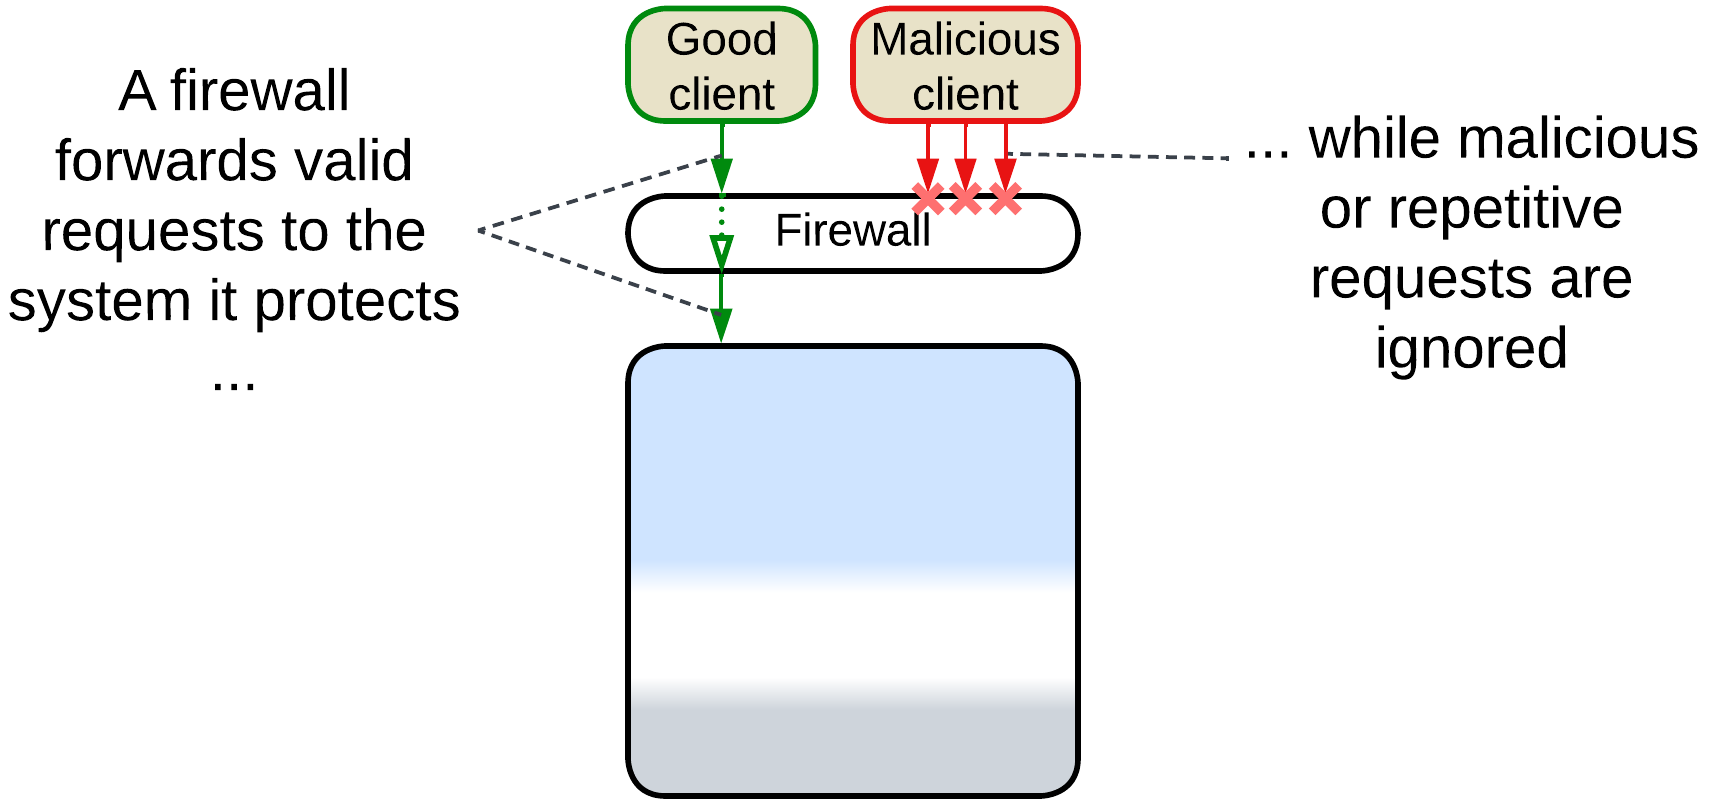 A firewall
forwards valid
requests to the
system it protects
...
Good
client
Malicious
client
Firewall
... while malicious
or repetitive
requests are
ignored